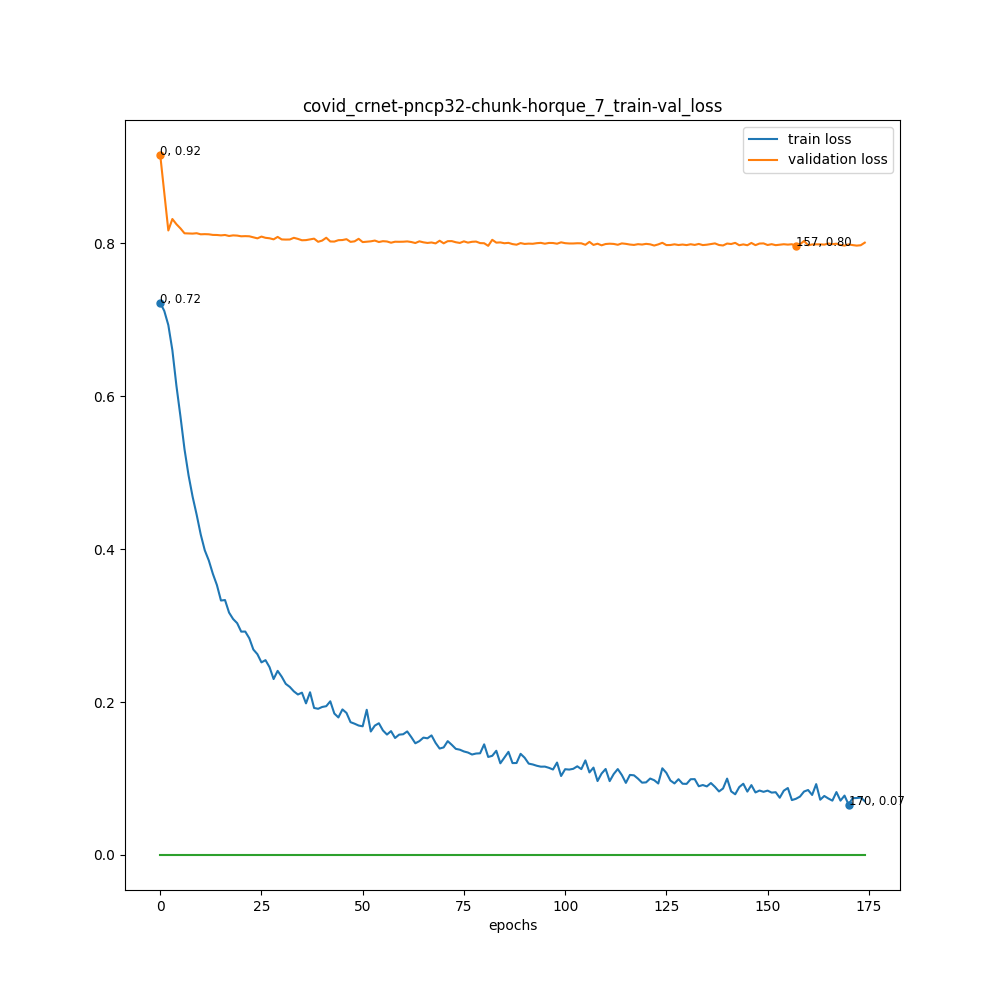 covid_crnet-pncp32-chunk-horque_7_train-val_loss
train loss
validation loss
0, 0.92
157, 0.80
0, 0.72
170, 0.07
0.8
0.6
0.4
0.2
0.0
0 25 50 75 100 125 150 175
epochs